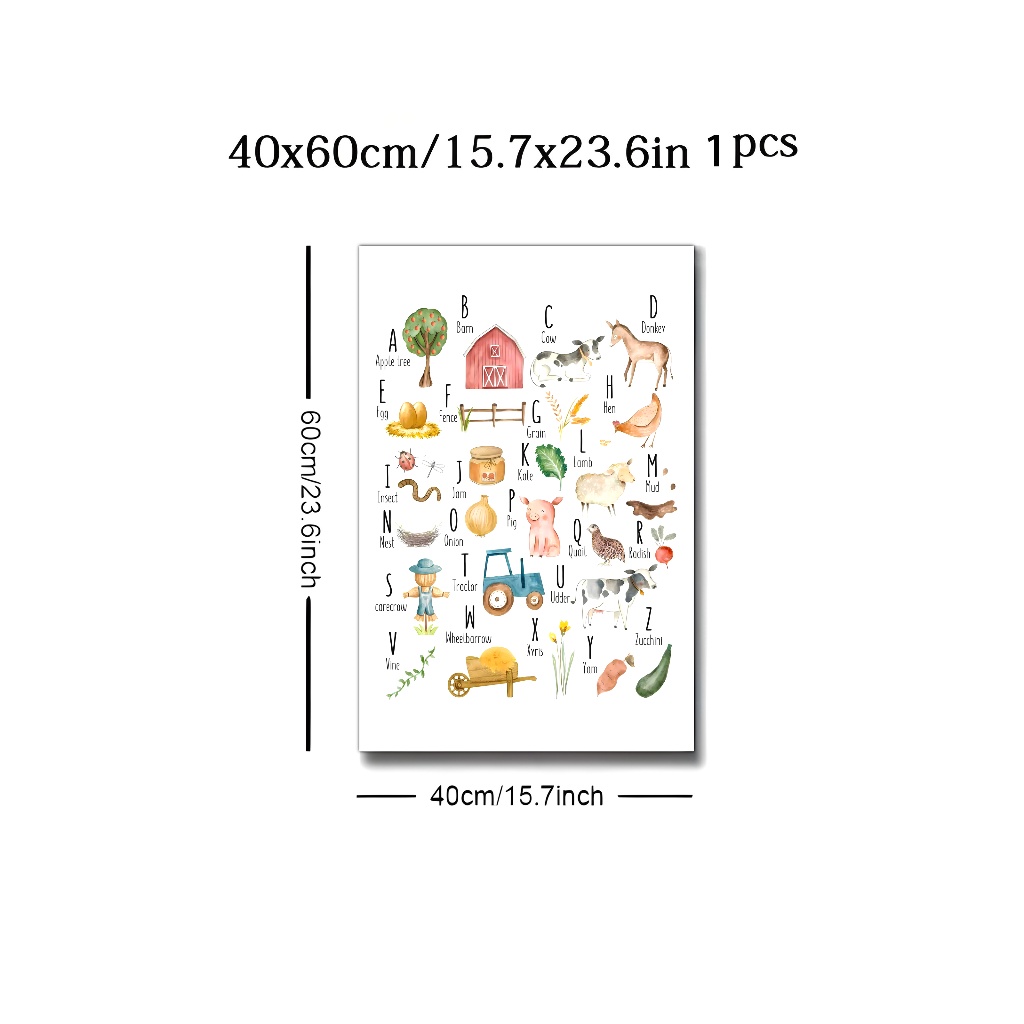 40x60cm/15.7x23.6in 1pcs
60cm/23.6inch
A
Apple tree
B
Barn
C
Cow
D
Donkey
E
Egg
F
Fence
G
Grain
H
Hen
I
Insect
J
Jam
K
Kale
L
Lamb
M
Mud
N
Nest
O
Onion
P
Pig
Q
Quail
R
Radish
S
carecrow
T
Tractor
U
Udder
V
Vine
W
Wheelbarrow
X
Xyris
Y
Yam
Z
Zucchini
40cm/15.7inch